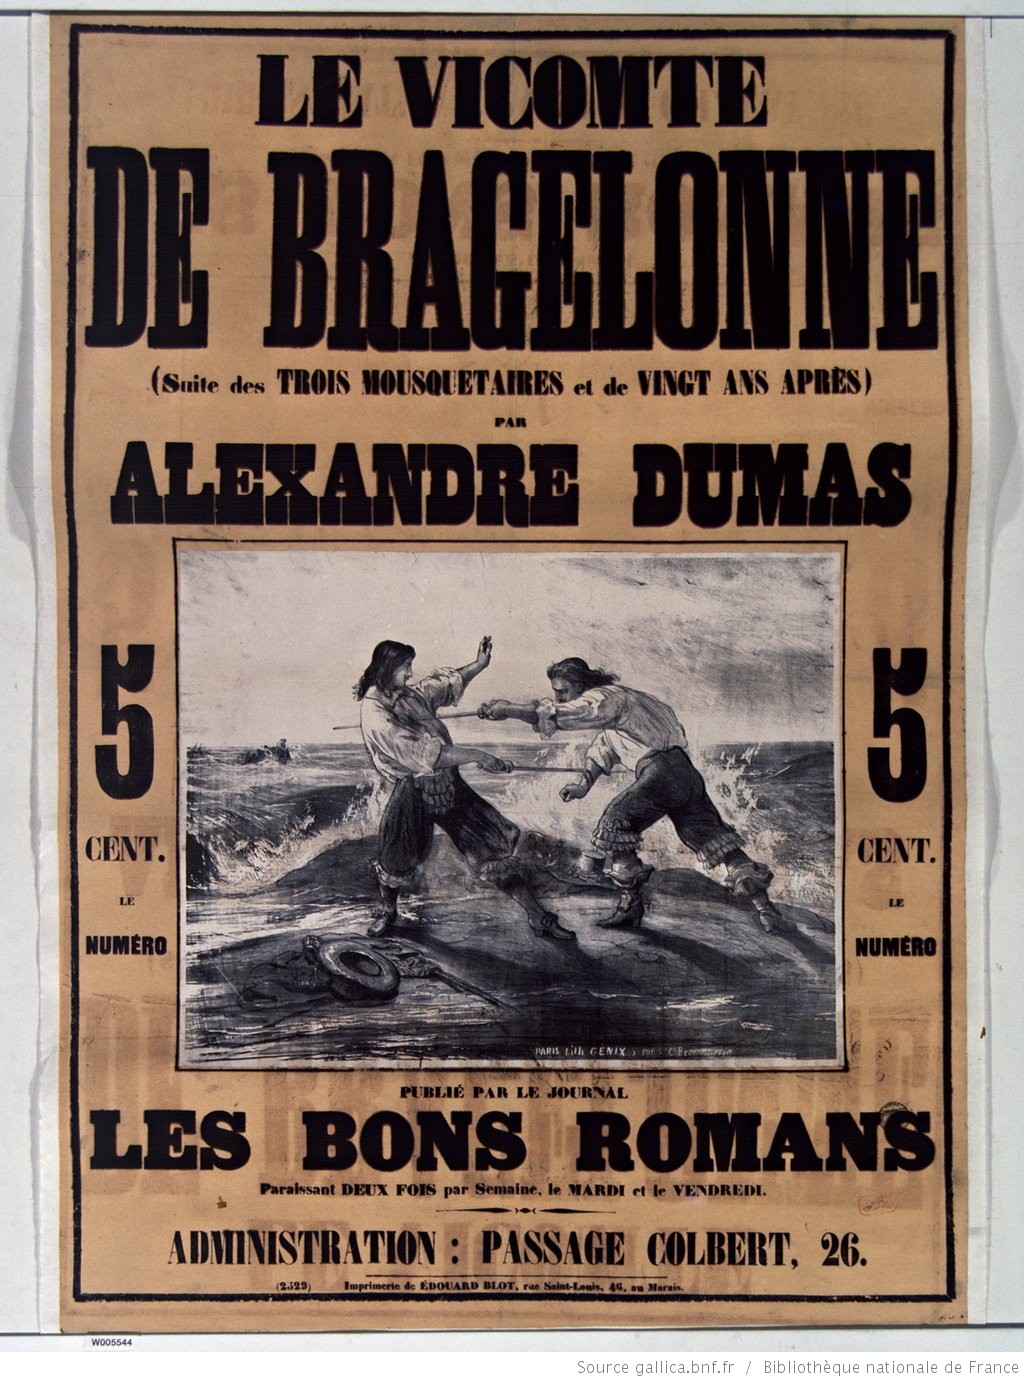 LE VICOMTE
DE BRAGELONNE
(Suite des TROIS MOUSQUETAIRES et de VINGT ANS APRÈS)
PAR
ALEXANDRE DUMAS
5
CENT.
LE
NUMÉRO
5
CENT.
LE
NUMÉRO
PARIS Lith GENIX 5 rue
PUBLIÉ PAR LE JOURNAL
LES BONS ROMANS
Paraissant DEUX FOIS par Semaine, le MARDI et le VENDREDI.
ADMINISTRATION : PASSAGE COLBERT, 26.
(2529) Imprimerie de ÉDOUARD BLOT, rue Saint-Louis, 46, au Marais.
W005544
Source gallica.bnf.fr / Bibliothèque nationale de France